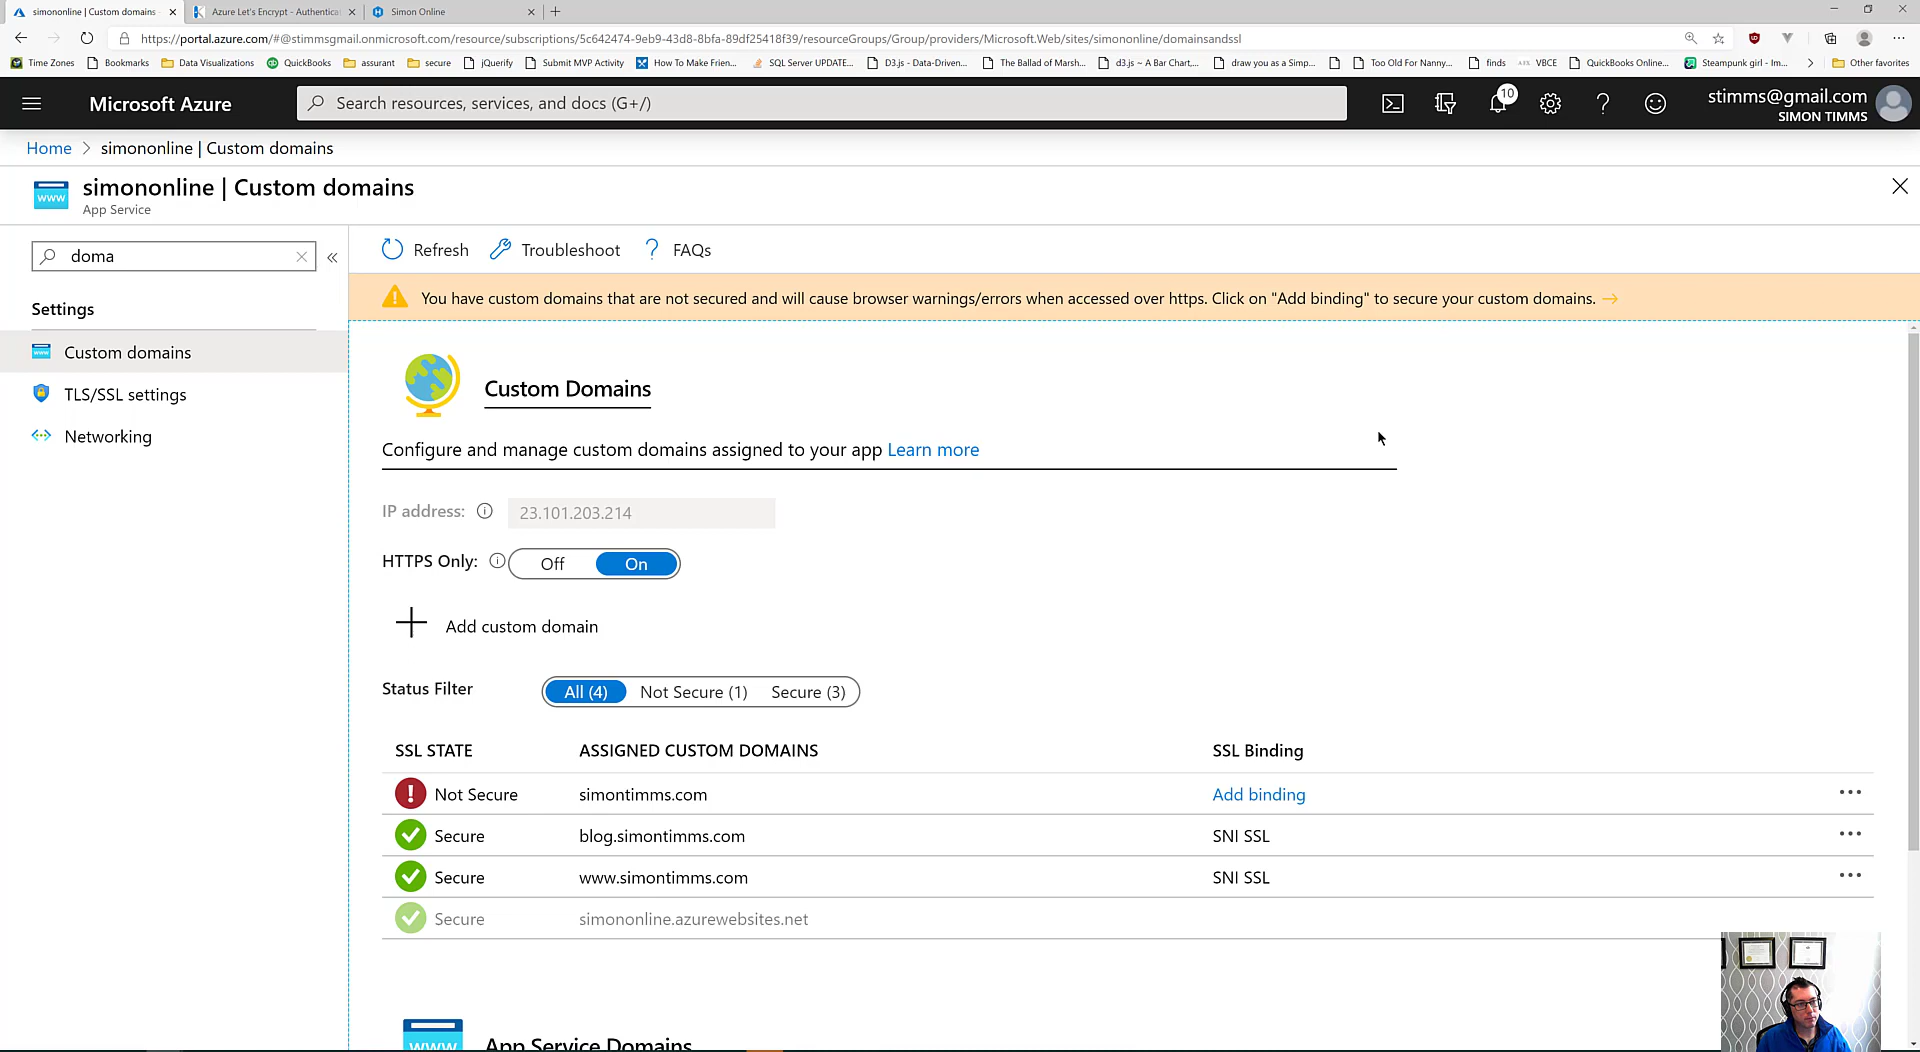 simononline | Custom domains
Azure Let's Encrypt - Authentica
Simon Online
https://portal.azure.com/#@stimmsgmail.onmicrosoft.com/resource/subscriptions/5c642474-9eb9-43d8-8bfa-89df25418f39/resourceGroups/Group/providers/Microsoft.Web/sites/simononline/domainsandssl
Time Zones Bookmarks Data Visualizations QuickBooks assurant secure jQuerify Submit MVP Activity How To Make Frien... SQL Server UPDATE... D3.js - Data-Driven... The Ballad of Marsh... d3.js ~ A Bar Chart,... draw you as a Simp... Too Old For Nanny... finds VBCE QuickBooks Online... Steampunk girl - Im... Other favorites
Microsoft Azure
Search resources, services, and docs (G+/)
10
stimms@gmail.com
SIMON TIMMS
Home > simononline | Custom domains
www
simononline | Custom domains
App Service
doma
Settings
Custom domains
TLS/SSL settings
Networking
Refresh Troubleshoot FAQs
You have custom domains that are not secured and will cause browser warnings/errors when accessed over https. Click on "Add binding" to secure your custom domains.
Custom Domains
Configure and manage custom domains assigned to your app Learn more
IP address: 23.101.203.214
HTTPS Only: Off On
Add custom domain
Status Filter All (4) Not Secure (1) Secure (3)
SSL STATE ASSIGNED CUSTOM DOMAINS SSL Binding
Not Secure simontimms.com Add binding
Secure blog.simontimms.com SNI SSL
Secure www.simontimms.com SNI SSL
Secure simononline.azurewebsites.net
www
App Service Domains